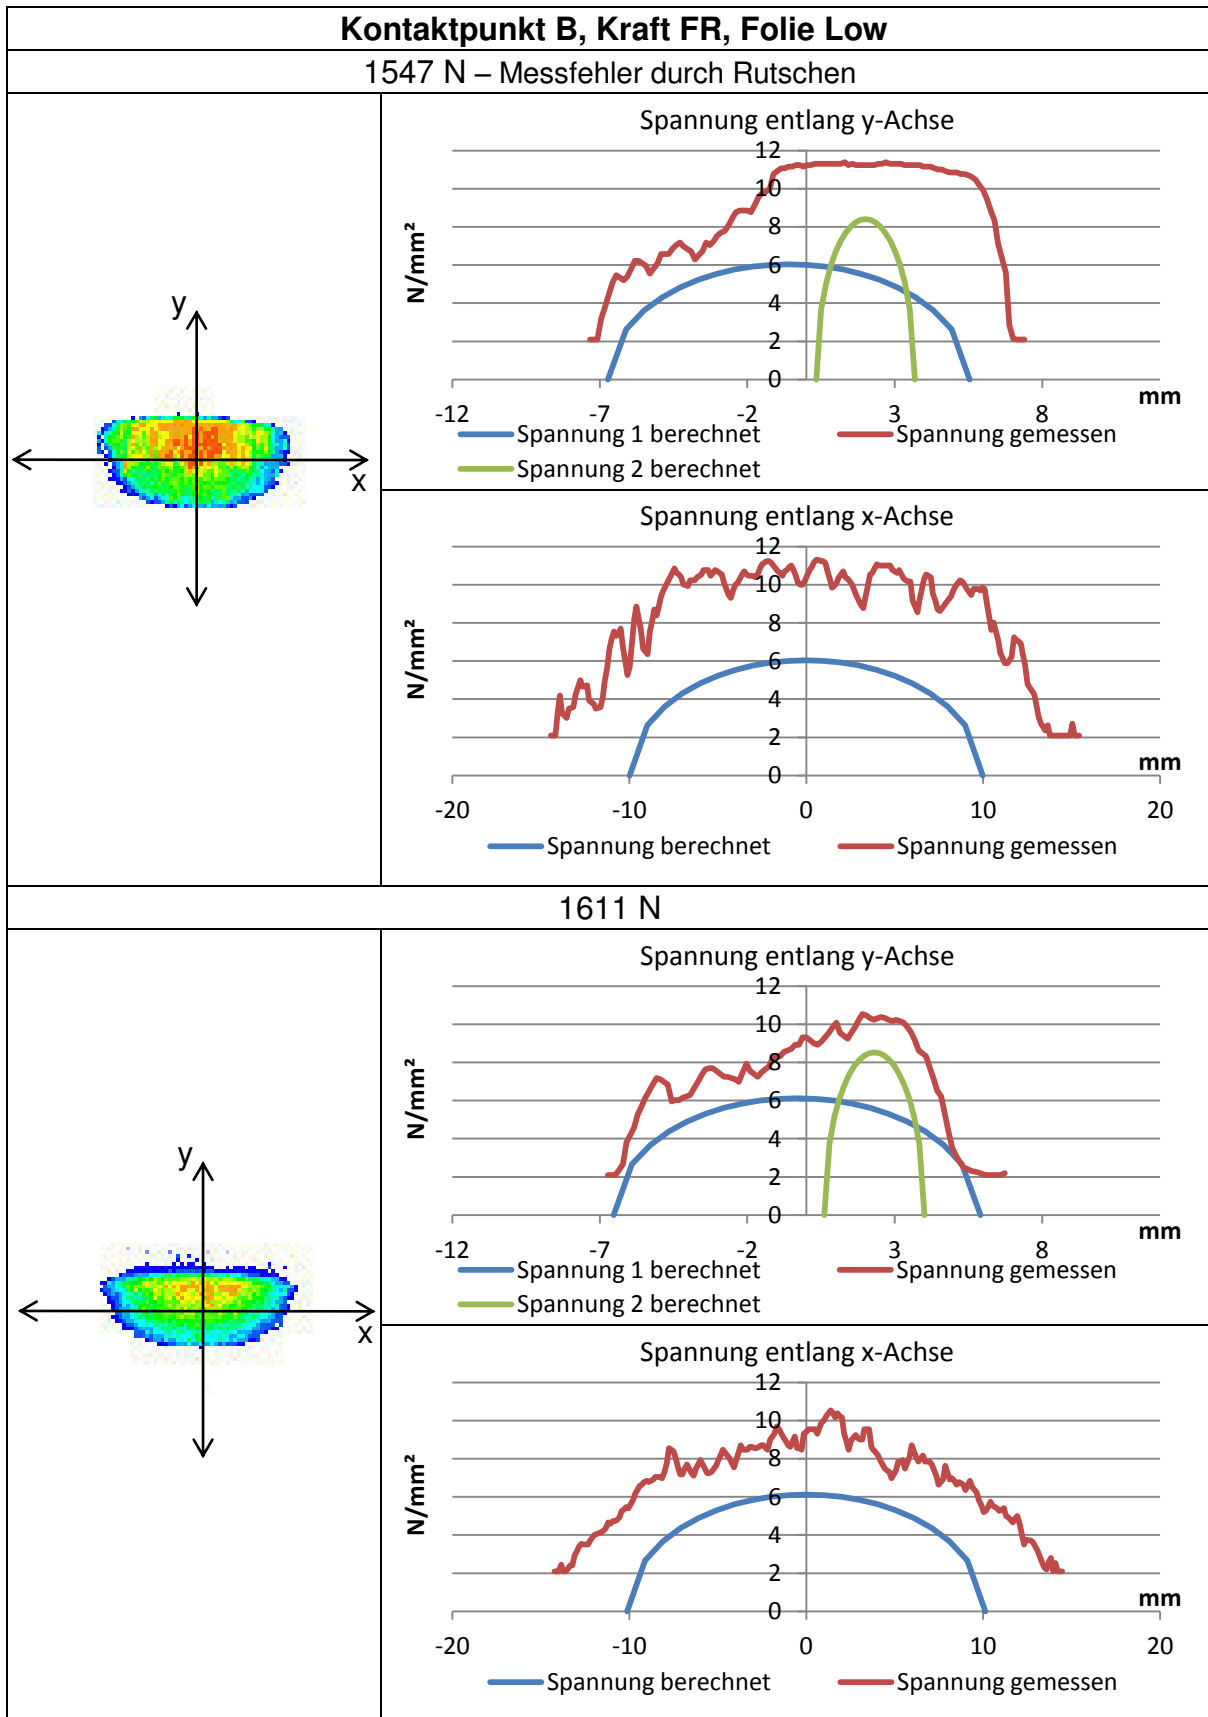 Kontaktpunkt B, Kraft FR, Folie Low
1547 N – Messfehler durch Rutschen
y
x
Spannung entlang y-Achse
N/mm²
12
10
8
6
4
2
0
-12 -7 -2 3 8
mm
Spannung 1 berechnet Spannung gemessen
Spannung 2 berechnet
Spannung entlang x-Achse
N/mm²
12
10
8
6
4
2
0
mm
-20 -10 0 10 20
Spannung berechnet Spannung gemessen
1611 N
y
x
Spannung entlang y-Achse
N/mm²
12
10
8
6
4
2
0
-12 -7 -2 3 8
mm
Spannung 1 berechnet Spannung gemessen
Spannung 2 berechnet
Spannung entlang x-Achse
N/mm²
12
10
8
6
4
2
0
mm
-20 -10 0 10 20
Spannung berechnet Spannung gemessen